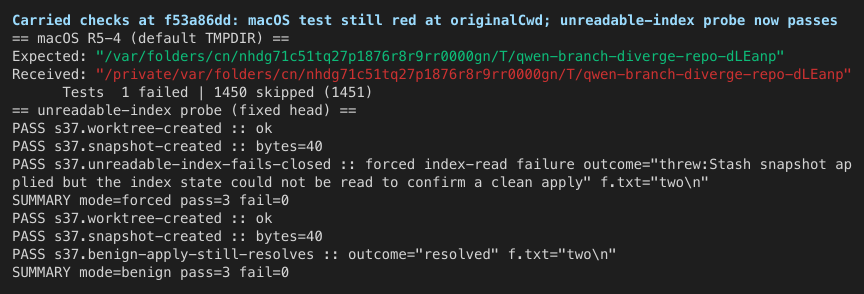 Carried checks at f53a86dd: macOS test still red at originalCwd; unreadable-index probe now passes
== macOS R5-4 (default TMPDIR) ==
Expected: "/var/folders/cn/nhdg71c51tq27p1876r8r9rr0000gn/T/qwen-branch-diverge-repo-dLEanp"
Received: "/private/var/folders/cn/nhdg71c51tq27p1876r8r9rr0000gn/T/qwen-branch-diverge-repo-dLEanp"
      Tests  1 failed | 1450 skipped (1451)
== unreadable-index probe (fixed head) ==
PASS s37.worktree-created :: ok
PASS s37.snapshot-created :: bytes=40
PASS s37.unreadable-index-fails-closed :: forced index-read failure outcome="threw:Stash snapshot ap
plied but the index state could not be read to confirm a clean apply" f.txt="two\n"
SUMMARY mode=forced pass=3 fail=0
PASS s37.worktree-created :: ok
PASS s37.snapshot-created :: bytes=40
PASS s37.benign-apply-still-resolves :: outcome="resolved" f.txt="two\n"
SUMMARY mode=benign pass=3 fail=0